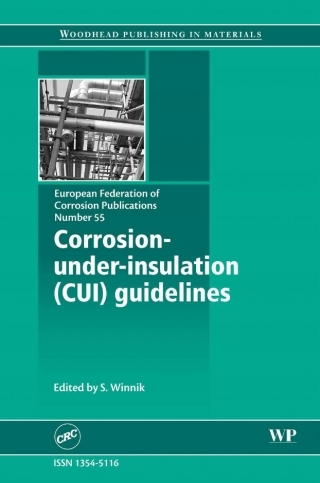 WOODHEAD PUBLISHING IN MATERIALS
European Federation of
Corrosion Publications
Number 55
Corrosion-
under-insulation
(CUI) guidelines
Edited by S. Winnik
CRC
WP
ISSN 1354-5116